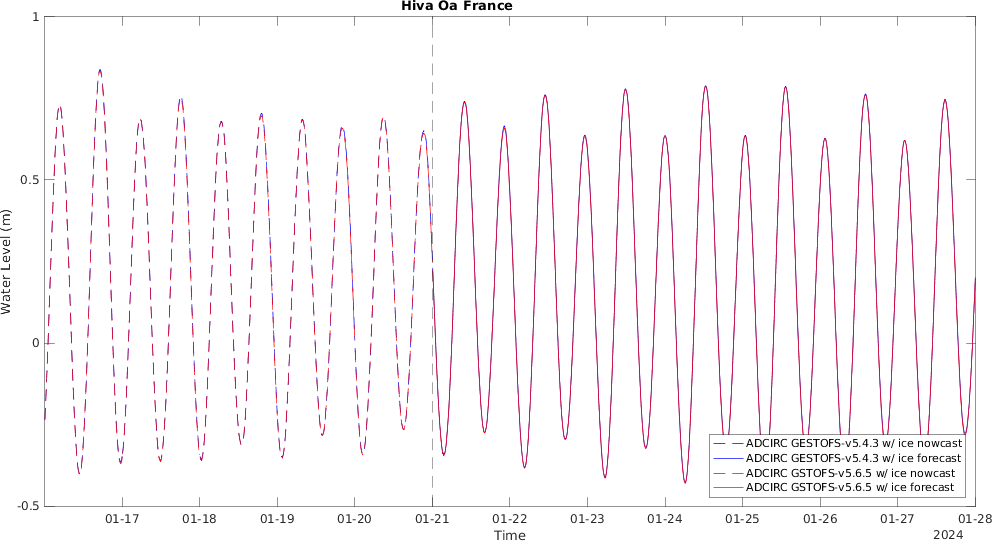 Hiva Oa France
1
0.5
0
-0.5
Water Level (m)
ADCIRC GESTOFS-v5.4.3 w/ ice nowcast
ADCIRC GESTOFS-v5.4.3 w/ ice forecast
ADCIRC GSTOFS-v5.6.5 w/ ice nowcast
ADCIRC GSTOFS-v5.6.5 w/ ice forecast
01-17 01-18 01-19 01-20 01-21 01-22 01-23 01-24 01-25 01-26 01-27 01-28
Time
2024